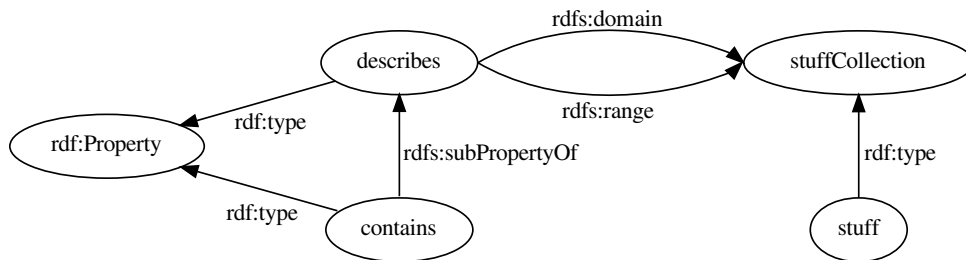 rdfs:domain
describes
stuffCollection
rdfs:range
rdf:type
rdf:Property
rdfs:subPropertyOf
rdf:type
rdf:type
contains
stuff